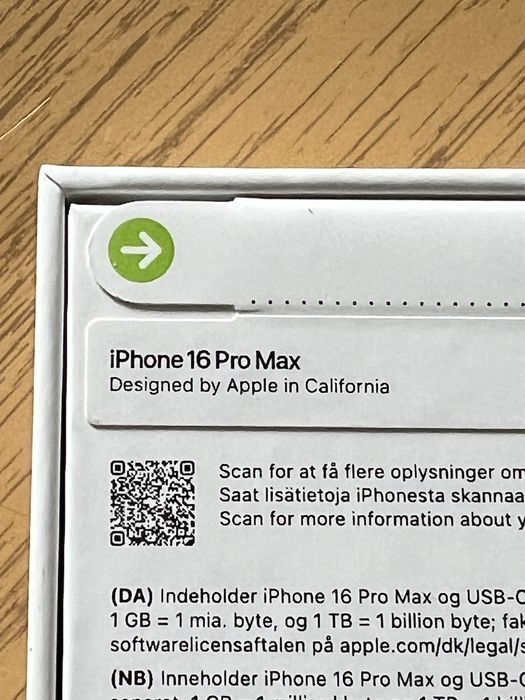 iPhone 16 Pro Max
Designed by Apple in California
Scan for at få flere oplysninger om
Saat lisätietoja iPhonesta skannaa
Scan for more information about
(DA) Indeholder iPhone 16 Pro Max og USB-C
1 GB = 1 mia. byte, og 1 TB = 1 billion byte;
softwarelicensaftalen på apple.com/dk/legal/
(NB) Inneholder iPhone 16 Pro Max og USB-C